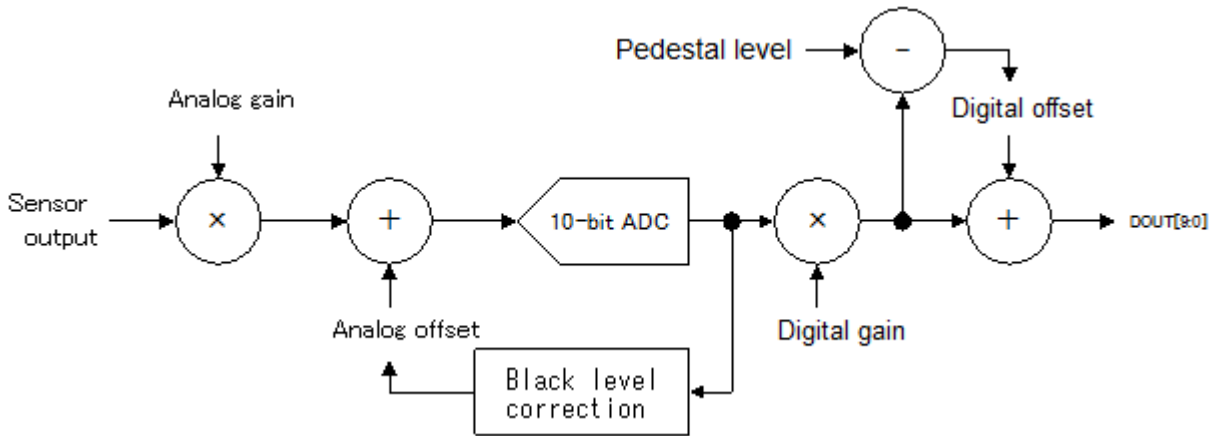 Pedestal level
-
Analog gain
Digital offset
Sensor
output
×
+
10-bit ADC
×
+
DOUT[9:0]
Analog offset
Digital gain
Black level
correction